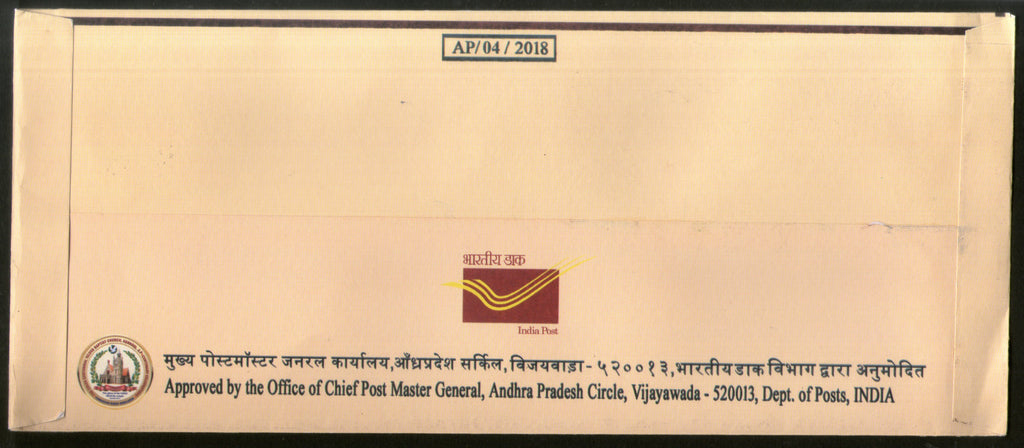 AP/04 / 2018
भारतीय डाक
India Post
मुख्य पोस्टमॉस्टर जनरल कार्यालय,आँध्रप्रदेश सर्किल,विजयवाड़ा- ५२००१३,भारतीय डाक विभाग द्वारा अनुमोदित
Approved by the Office of Chief Post Master General, Andhra Pradesh Circle, Vijayawada - 520013, Dept. of Posts, INDIA